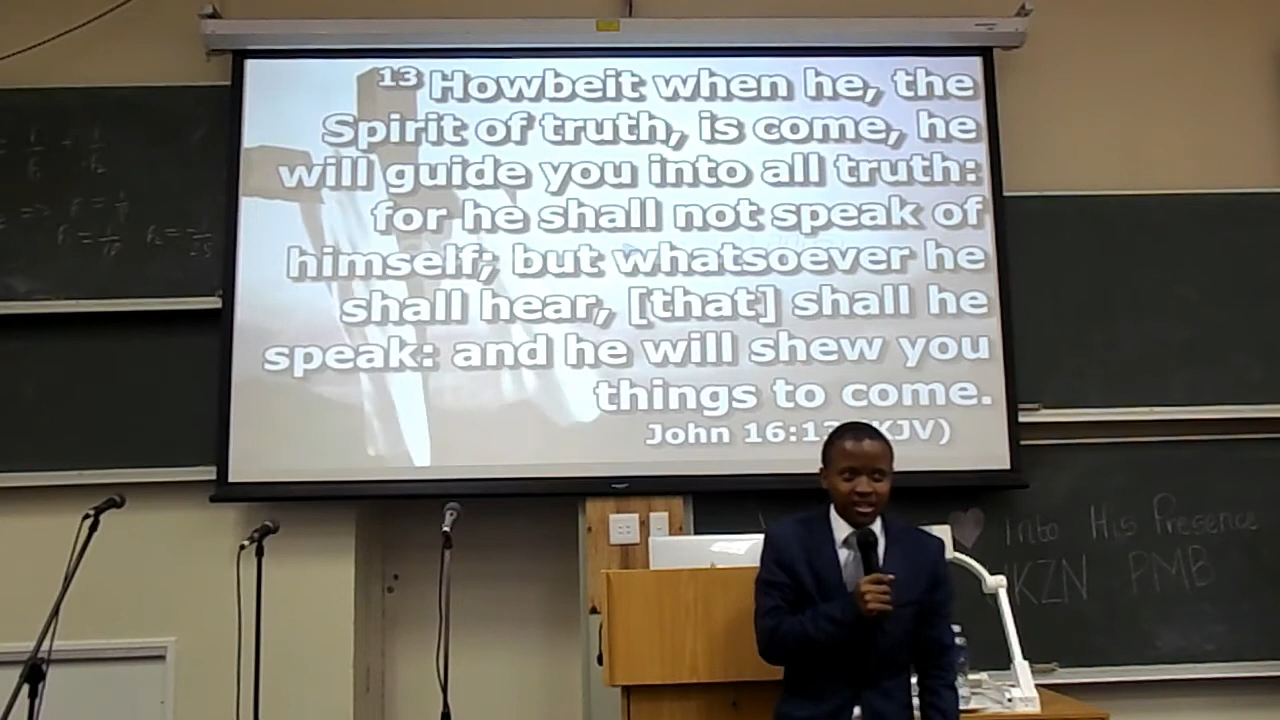 13 Howbeit when he, the
Spirit of truth, is come, he
will guide you into all truth:
for he shall not speak of
himself; but whatsoever he
shall hear, [that] shall he
speak: and he will shew you
things to come.
John 16:13 (KJV)
Into His Presence
UKZN PMB